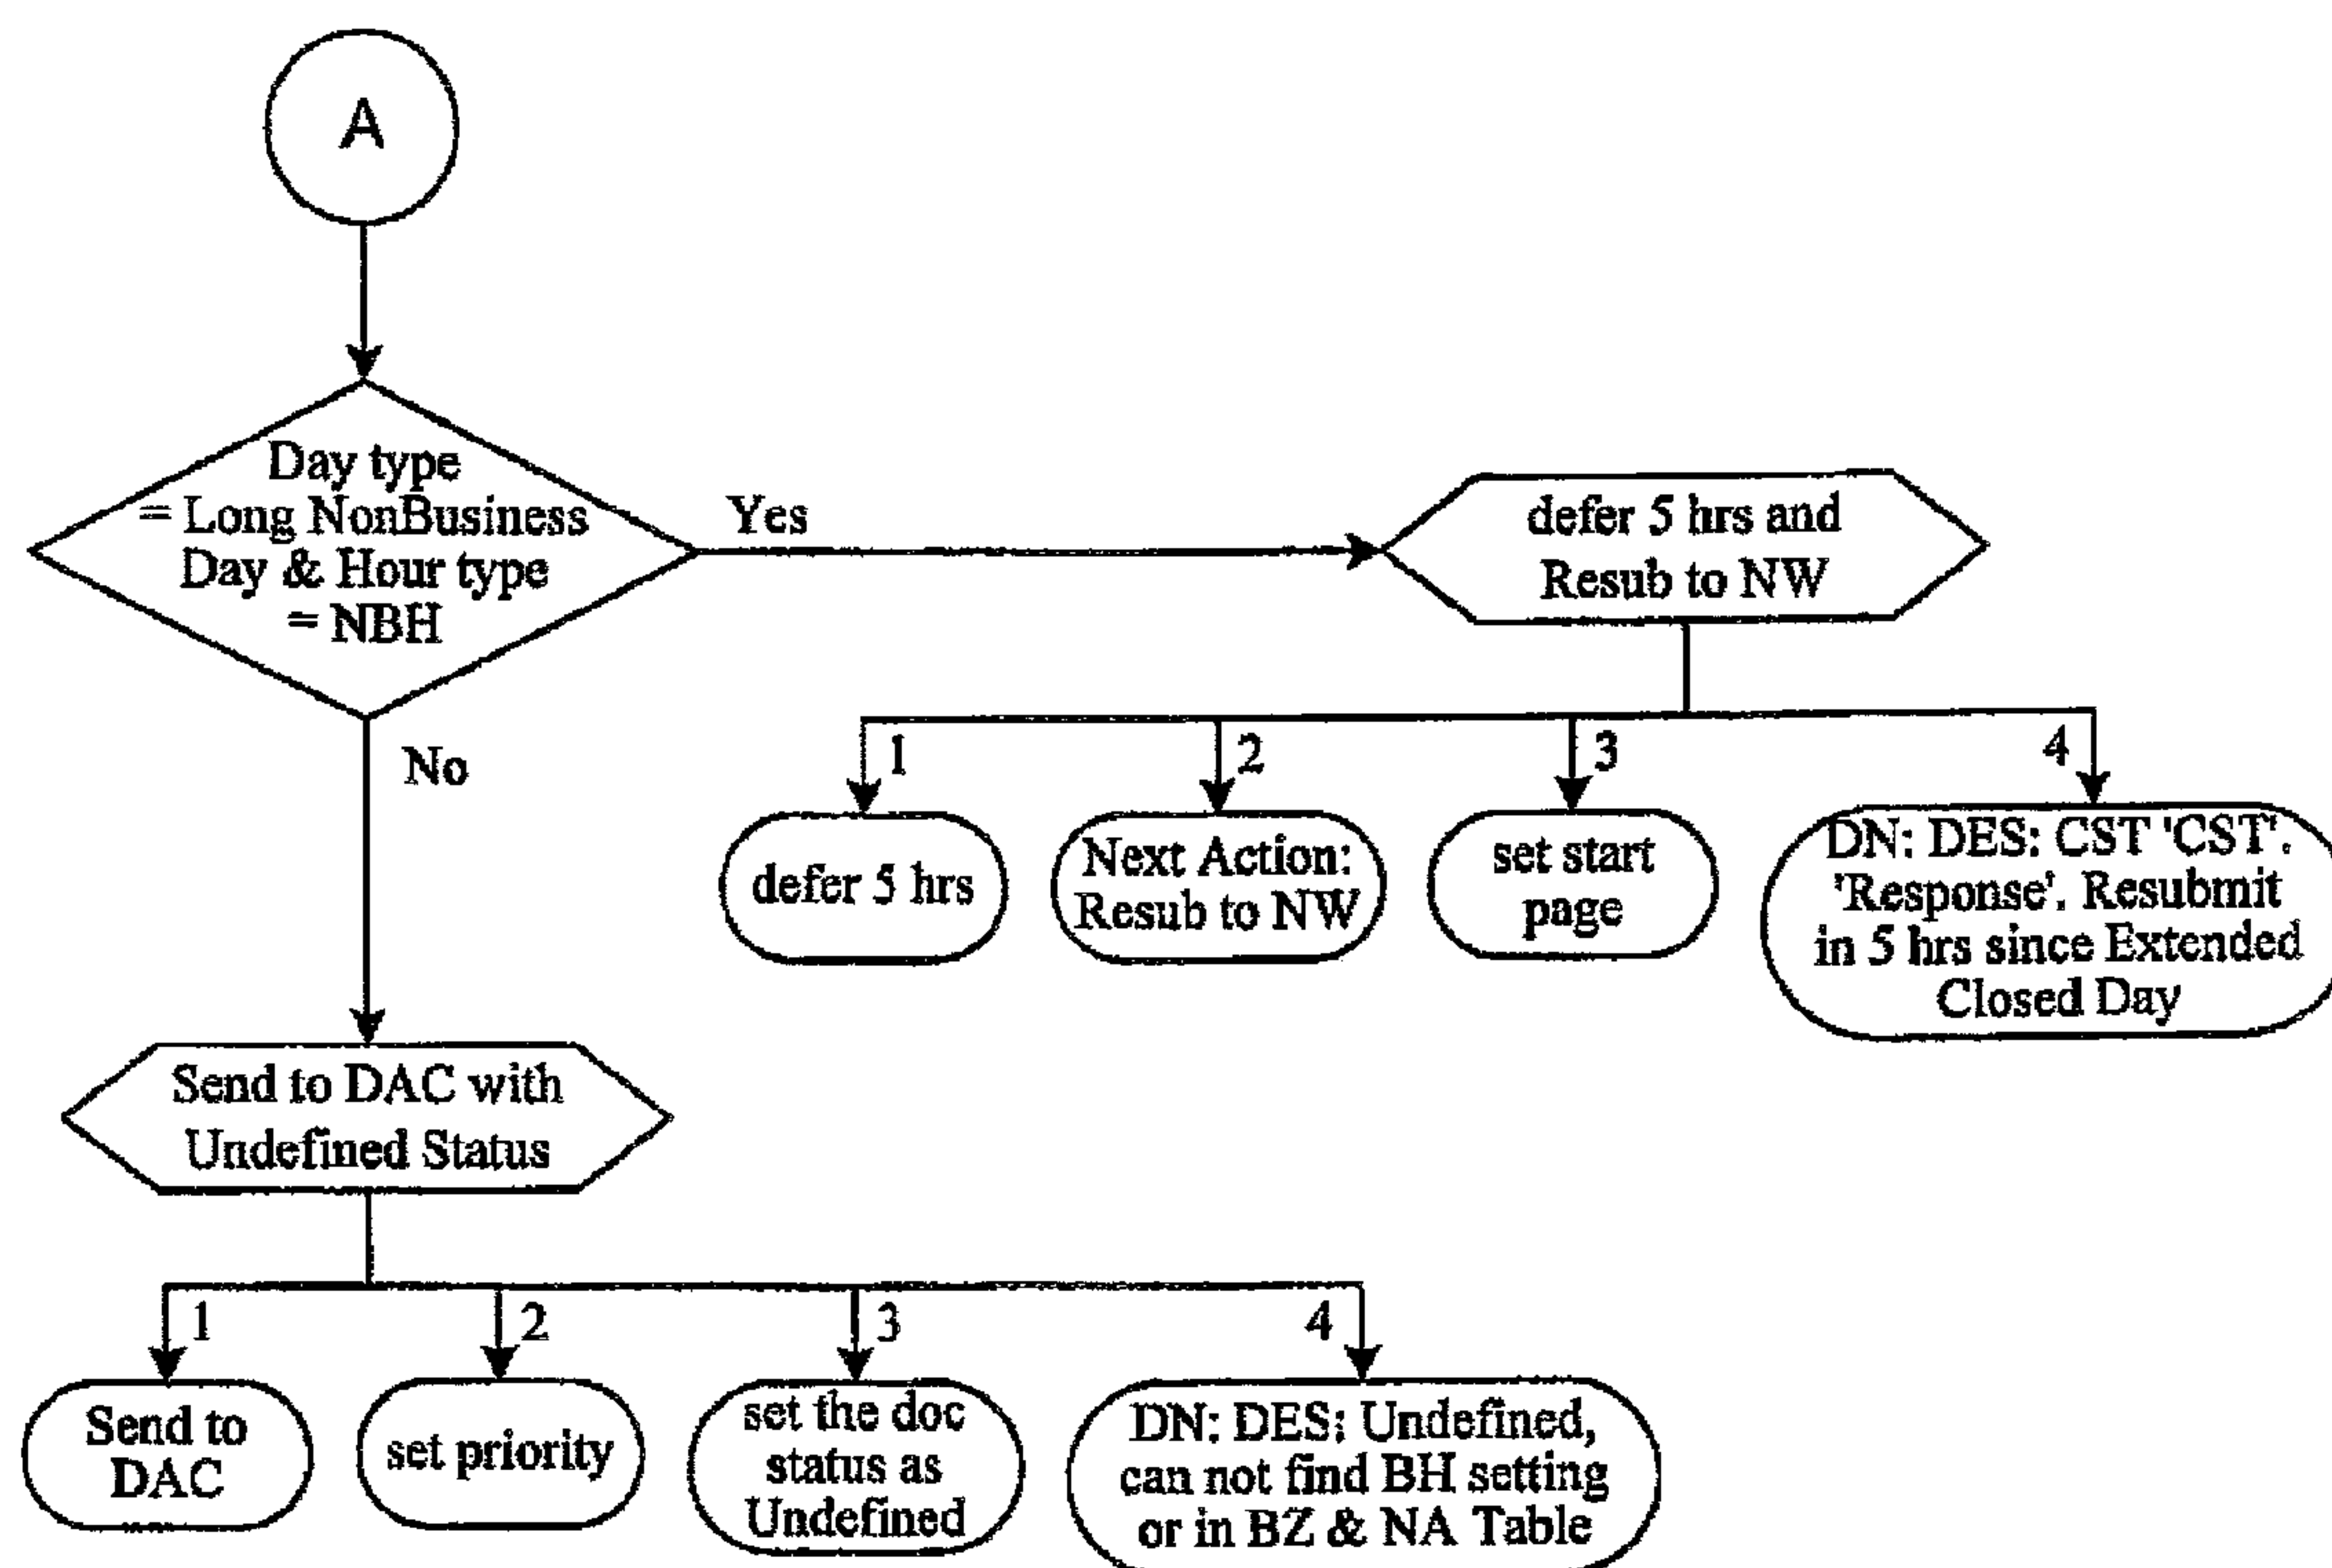 A
Day type
= Long NonBusiness
Day & Hour type
= NBH
Yes
defer 5 hrs and
Resub to NW
No
1
2
3
4
defer 5 hrs
Next Action:
Resub to NW
set start
page
DN: DES: CST 'CST'.
'Response'. Resubmit
in 5 hrs since Extended
Closed Day
Send to DAC with
Undefined Status
1
2
3
4
Send to
DAC
set priority
set the doc
status as
Undefined
DN: DES: Undefined,
can not find BH setting
or in BZ & NA Table